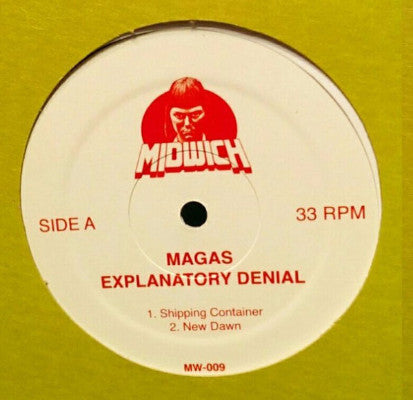 MIDWICH
SIDE A
33 RPM
MAGAS
EXPLANATORY DENIAL
1. Shipping Container
2. New Dawn
MW-009